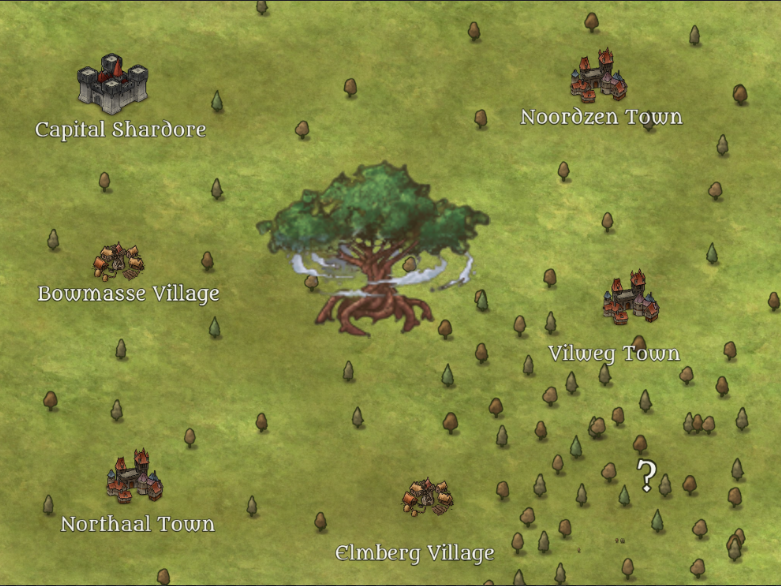 Capital Shardore
Noordzen Town
Bowmasse Village
Vilweg Town
?
Northaal Town
Elmberg Village